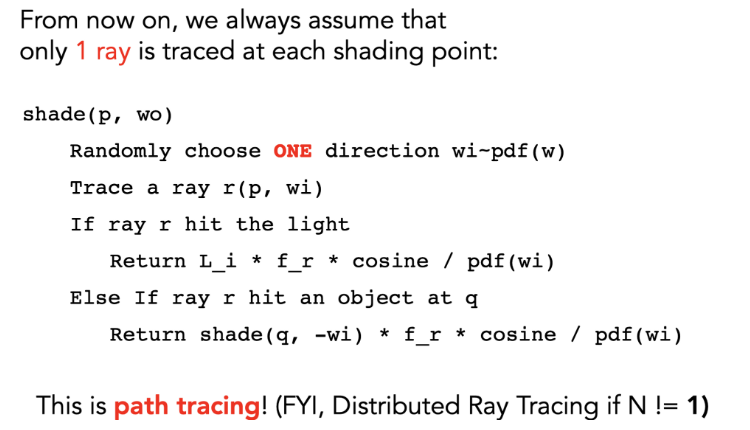 From now on, we always assume that
only 1 ray is traced at each shading point:
shade(p, wo)
Randomly choose ONE direction wi~pdf(w)
Trace a ray r(p, wi)
If ray r hit the light
Return L_i * f_r * cosine / pdf(wi)
Else If ray r hit an object at q
Return shade(q, -wi) * f_r * cosine / pdf(wi)
This is path tracing! (FYI, Distributed Ray Tracing if N != 1)